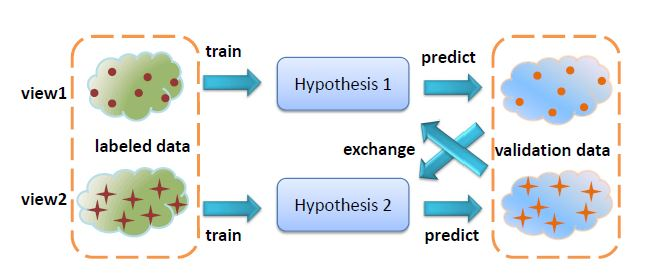 train
predict
view1
Hypothesis 1
labeled data
exchange
validation data
view2
Hypothesis 2
train
predict